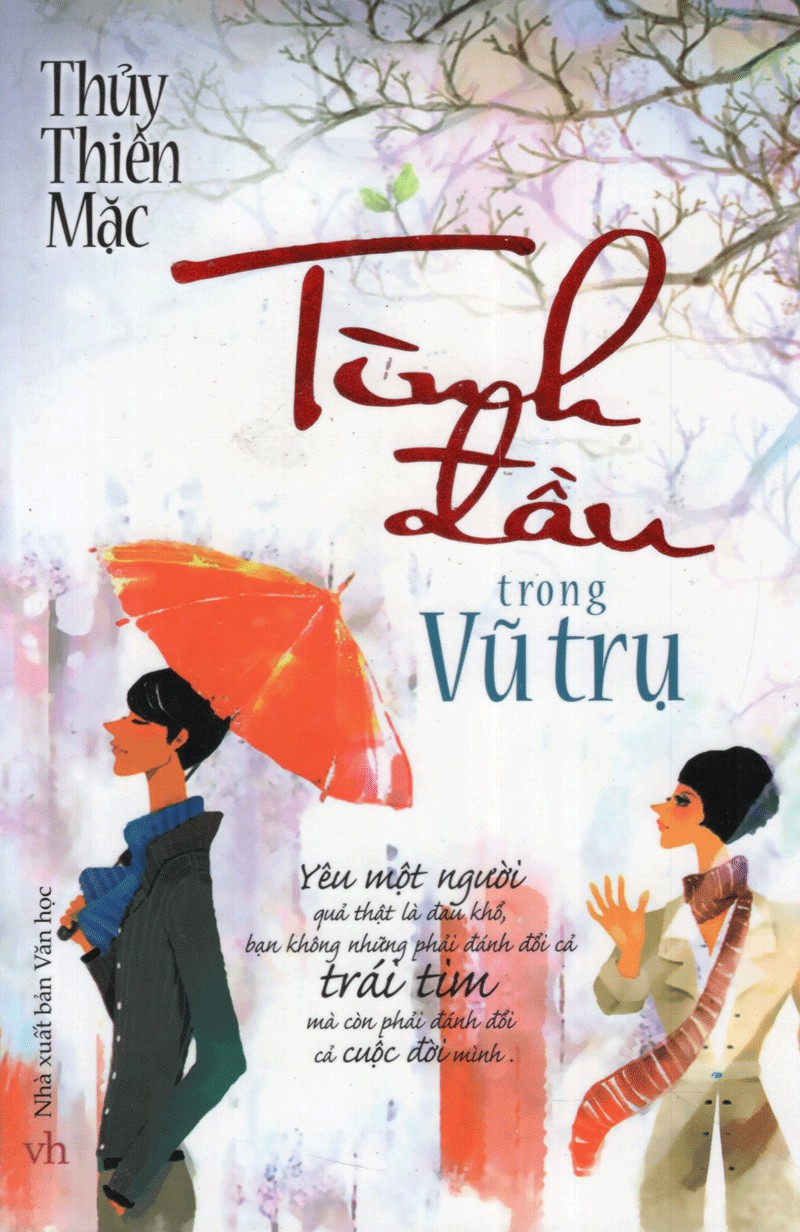 Thủy
Thiên
Mặc
Tình
đầu
trong
Vũ trụ
Yêu một người
quả thật là đau khổ,
bạn không những phải đánh đổi cả
trái tim
mà còn phải đánh đổi
cả cuộc đời mình.
Nhà xuất bản Văn học
vh